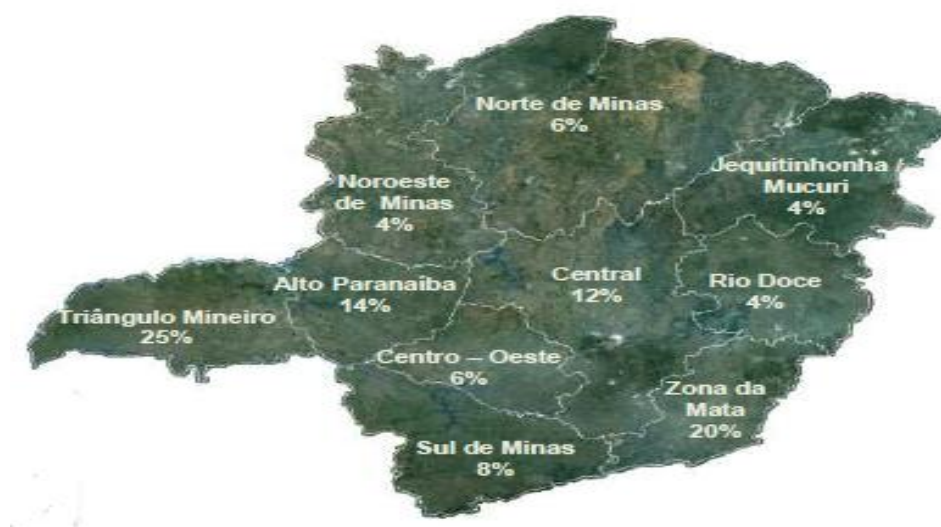 Norte de Minas
6%
Jequitinhonha
Mucuri
4%
Noroeste
de Minas
4%
Alto Paranaíba
14%
Central
12%
Rio Doce
4%
Triângulo Mineiro
25%
Centro – Oeste
6%
Zona da
Mata
20%
Sul de Minas
8%